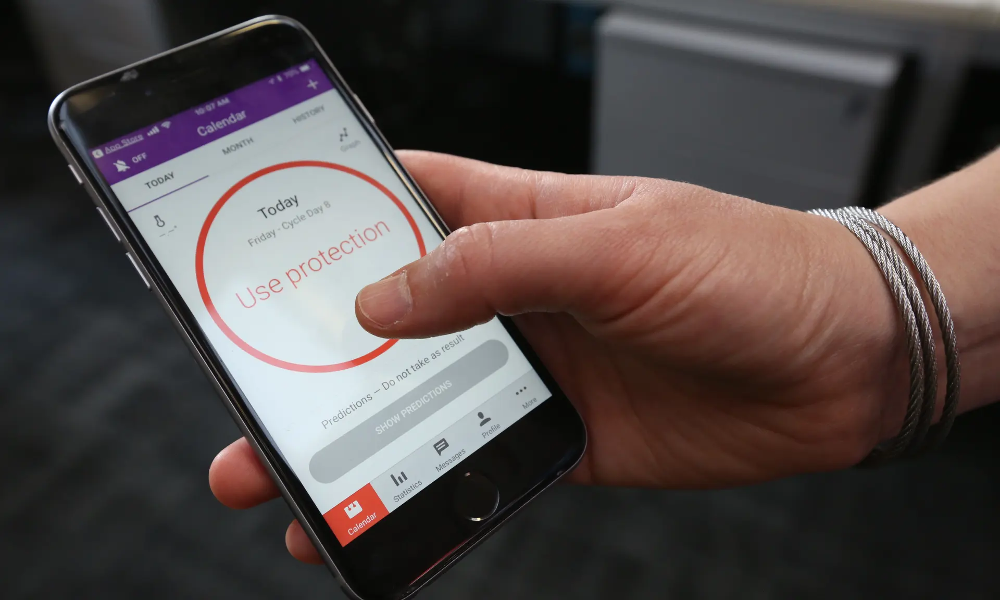 App Store
10:07 AM
OFF
Calendar
TODAY
MONTH
HISTORY
Graph
Today
Friday - Cycle Day 8
Use protection
Predictions – Do not take as result
SHOW PREDICTIONS
Calendar
Statistics
Messages
Profile
More